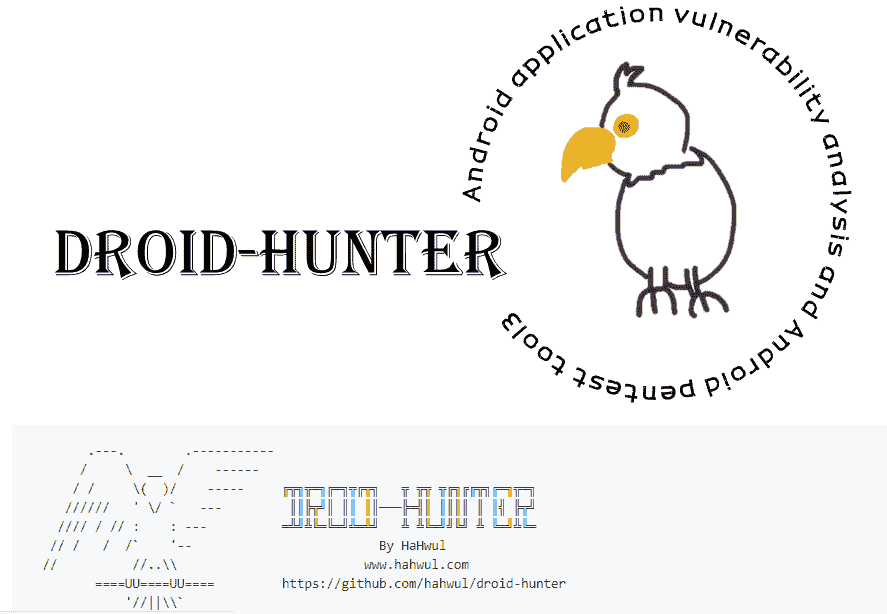 Android application vulnerability analysis and Android pentest tool3
DROID-HUNTER
DROID-HUNTER
By HaHwul
www.hahwul.com
https://github.com/hahwul/droid-hunter